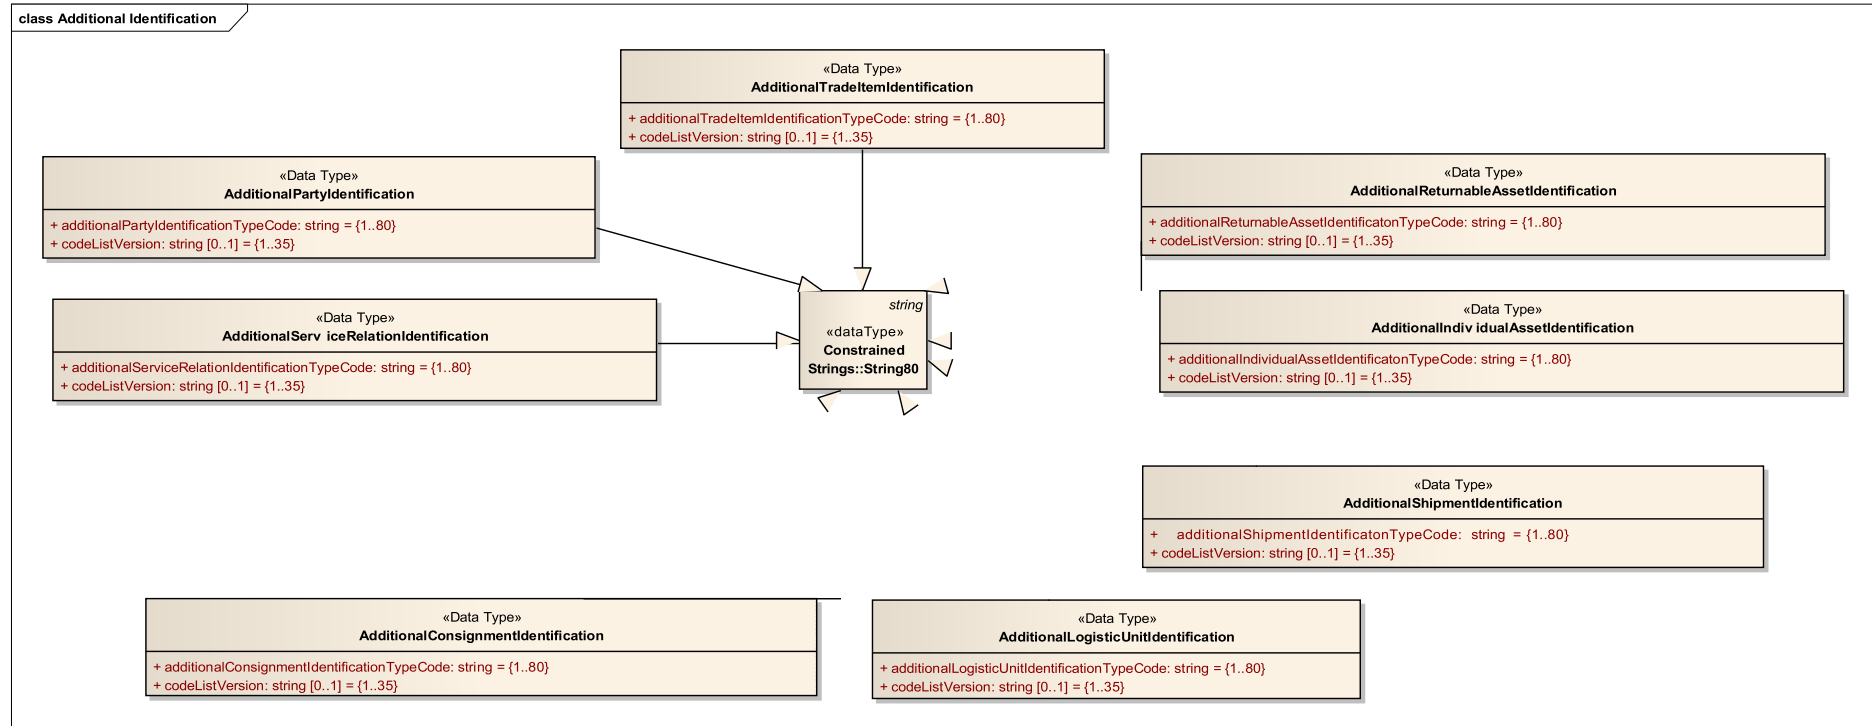 class Additional Identification
«Data Type»
AdditionalTradeItemIdentification
+ additionalTradeItemIdentificationTypeCode: string = {1..80}
+ codeListVersion: string [0..1] = {1..35}
«Data Type»
AdditionalPartyIdentification
+ additionalPartyIdentificationTypeCode: string = {1..80}
+ codeListVersion: string [0..1] = {1..35}
«Data Type»
AdditionalReturnableAssetIdentification
+ additionalReturnableAssetIdentificatonTypeCode: string = {1..80}
+ codeListVersion: string [0..1] = {1..35}
«Data Type»
AdditionalServ iceRelationIdentification
+ additionalServiceRelationIdentificationTypeCode: string = {1..80}
+ codeListVersion: string [0..1] = {1..35}
string
«dataType»
Constrained
Strings::String80
«Data Type»
AdditionalIndiv idualAssetIdentification
+ additionalIndividualAssetIdentificatonTypeCode: string = {1..80}
+ codeListVersion: string [0..1] = {1..35}
«Data Type»
AdditionalShipmentIdentification
+ additionalShipmentIdentificatonTypeCode: string = {1..80}
+ codeListVersion: string [0..1] = {1..35}
«Data Type»
AdditionalConsignmentIdentification
+ additionalConsignmentIdentificationTypeCode: string = {1..80}
+ codeListVersion: string [0..1] = {1..35}
«Data Type»
AdditionalLogisticUnitIdentification
+ additionalLogisticUnitIdentificationTypeCode: string = {1..80}
+ codeListVersion: string [0..1] = {1..35}